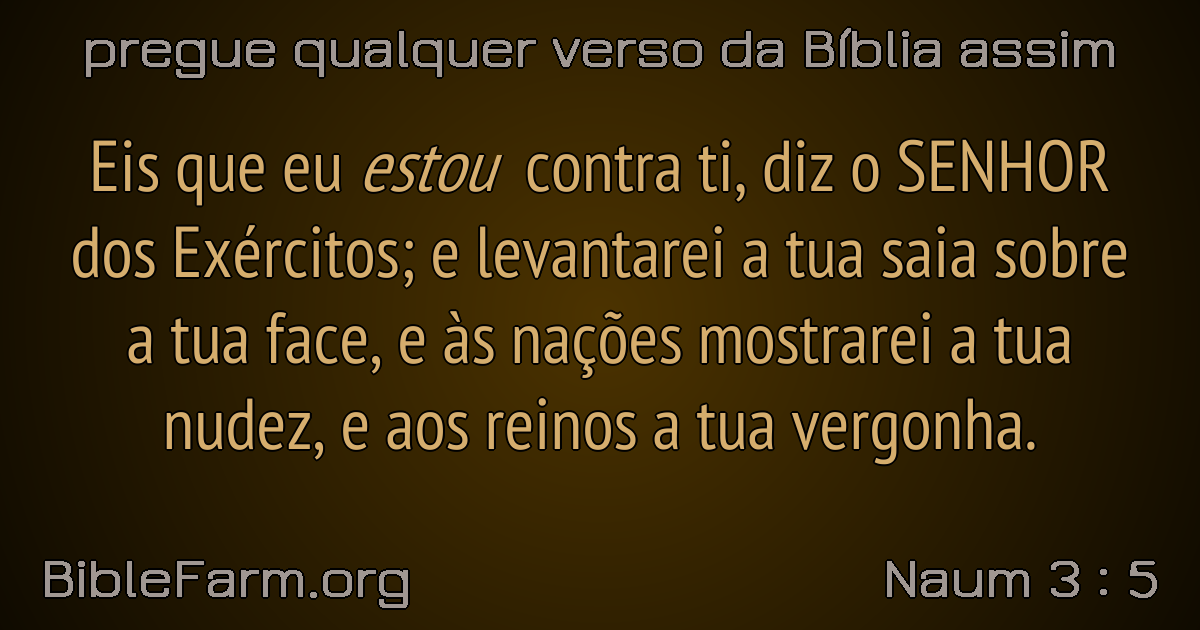 pregue qualquer verso da Bíblia assim
Eis que eu estou contra ti, diz o SENHOR
dos Exércitos; e levantarei a tua saia sobre
a tua face, e às nações mostrarei a tua
nudez, e aos reinos a tua vergonha.
BibleFarm.org
Naum 3 : 5